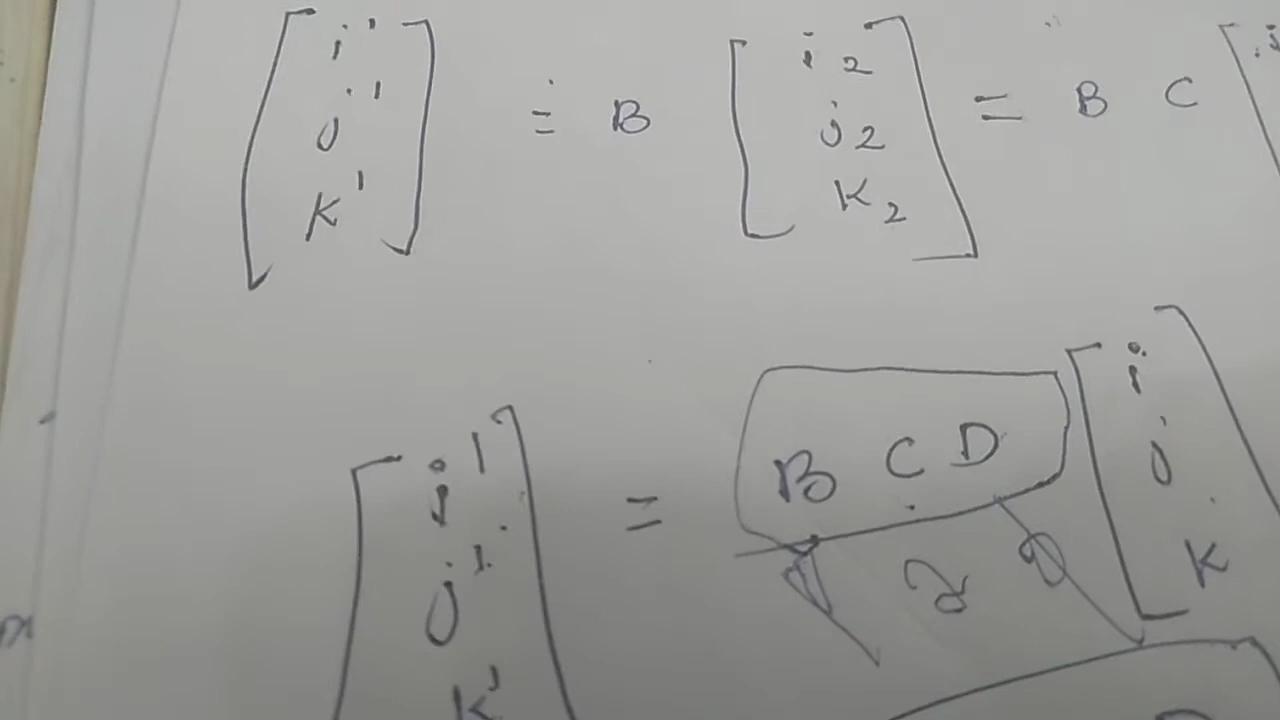 [i' j' k'] = B [i2 j2 k2] = B C [i
[i' j' k'] = B C D [i j k]